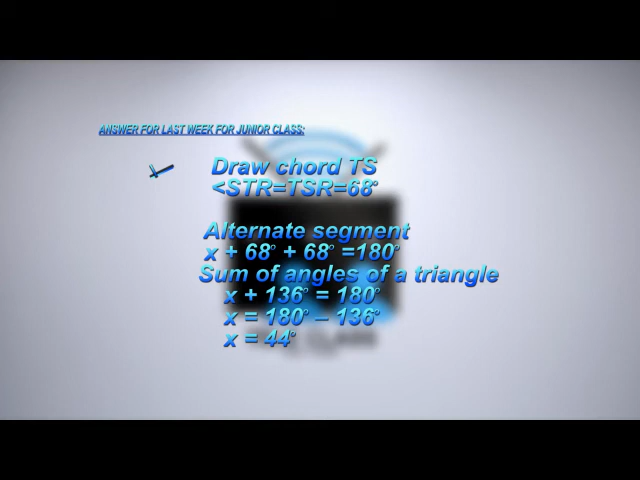 ANSWER FOR LAST WEEK FOR JUNIOR CLASS:
Draw chord TS
<STR=TSR=68°
Alternate segment
x + 68° + 68° =180°
Sum of angles of a triangle
x + 136° = 180°
x = 180° – 136°
x = 44°